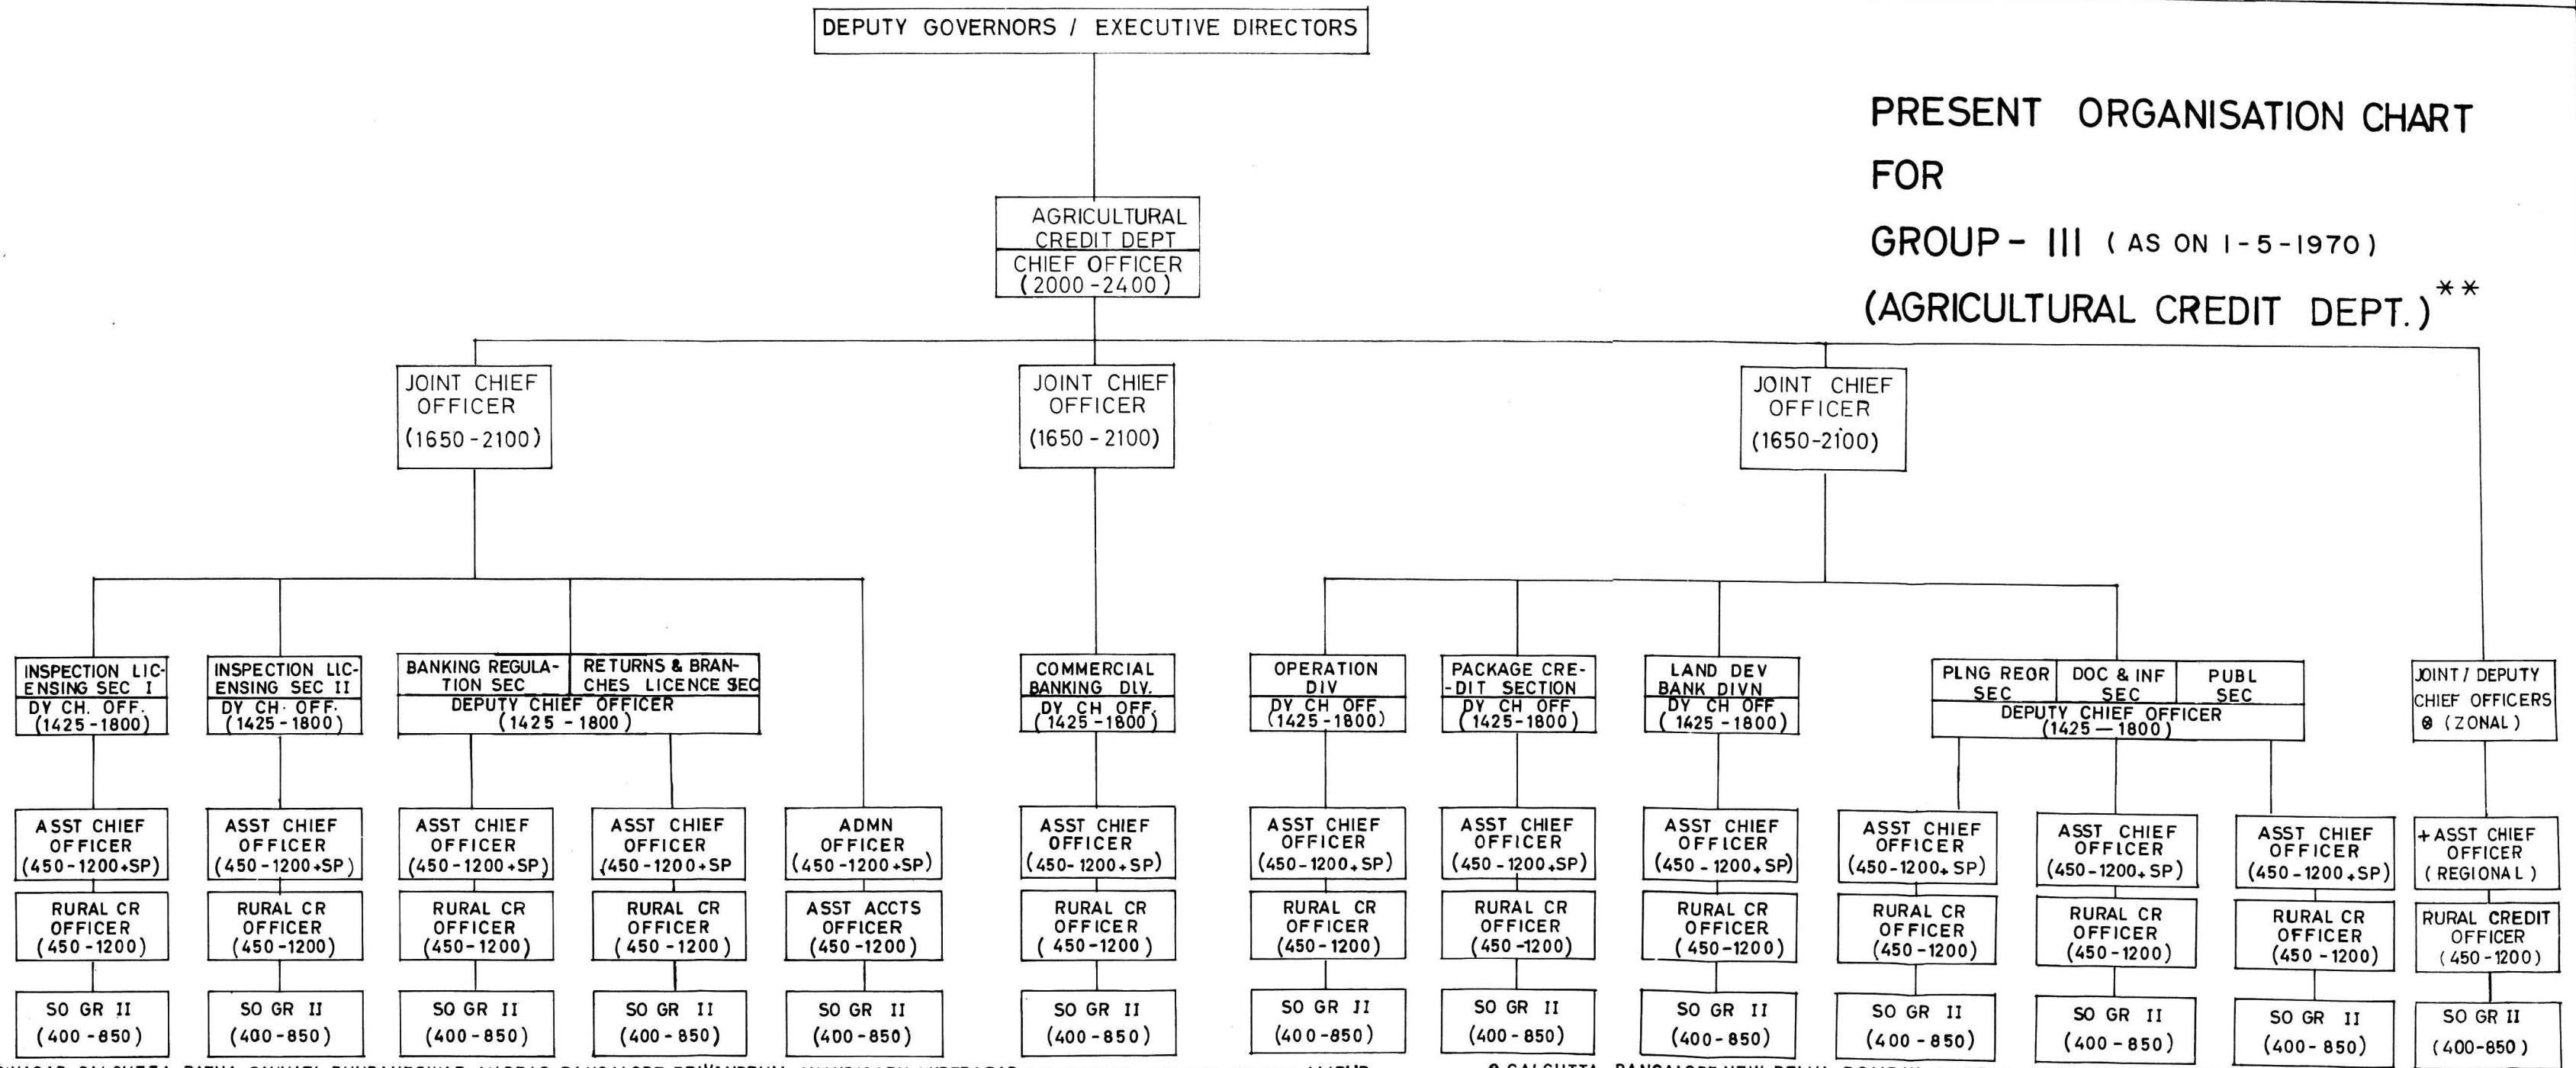 DEPUTY GOVERNORS / EXECUTIVE DIRECTORS
PRESENT ORGANISATION CHART
FOR
GROUP - III ( AS ON 1-5-1970 )
(AGRICULTURAL CREDIT DEPT.)**
AGRICULTURAL
CREDIT DEPT
CHIEF OFFICER
(2000-2400)
JOINT CHIEF
OFFICER
(1650-2100)
JOINT CHIEF
OFFICER
(1650-2100)
JOINT CHIEF
OFFICER
(1650-2100)
INSPECTION LIC-
ENSING SEC I
DY CH. OFF.
(1425-1800)
INSPECTION LIC-
ENSING SEC II
DY CH. OFF.
(1425-1800)
BANKING REGULA-
TION SEC
RETURNS & BRAN-
CHES LICENCE SEC
DEPUTY CHIEF OFFICER
(1425 - 1800)
COMMERCIAL
BANKING DIV.
DY CH OFF.
(1425-1800)
OPERATION
DIV
DY CH OFF
(1425-1800)
PACKAGE CRE-
-DIT SECTION
DY CH OFF
(1425-1800)
LAND DEV
BANK DIVN
DY CH OFF
(1425-1800)
PLNG REOR
SEC
DOC & INF
SEC
PUBL
SEC
DEPUTY CHIEF OFFICER
(1425—1800)
JOINT / DEPUTY
CHIEF OFFICERS
⊗ (ZONAL)
ASST CHIEF
OFFICER
(450-1200+SP)
ASST CHIEF
OFFICER
(450-1200+SP)
ASST CHIEF
OFFICER
(450-1200+SP)
ASST CHIEF
OFFICER
(450-1200+SP
ADMN
OFFICER
(450-1200+SP)
ASST CHIEF
OFFICER
(450-1200+SP)
ASST CHIEF
OFFICER
(450-1200+SP)
ASST CHIEF
OFFICER
(450-1200+SP)
ASST CHIEF
OFFICER
(450-1200+SP)
ASST CHIEF
OFFICER
(450-1200+SP)
ASST CHIEF
OFFICER
(450-1200+SP)
ASST CHIEF
OFFICER
(450-1200+SP)
+ASST CHIEF
OFFICER
(REGIONAL)
RURAL CR
OFFICER
(450-1200)
RURAL CR
OFFICER
(450-1200)
RURAL CR
OFFICER
(450-1200)
RURAL CR
OFFICER
(450-1200)
ASST ACCTS
OFFICER
(450-1200)
RURAL CR
OFFICER
(450-1200)
RURAL CR
OFFICER
(450-1200)
RURAL CR
OFFICER
(450-1200)
RURAL CR
OFFICER
(450-1200)
RURAL CR
OFFICER
(450-1200)
RURAL CR
OFFICER
(450-1200)
RURAL CR
OFFICER
(450-1200)
RURAL CREDIT
OFFICER
(450-1200)
SO GR II
(400-850)
SO GR II
(400-850)
SO GR II
(400-850)
SO GR II
(400-850)
SO GR II
(400-850)
SO GR II
(400-850)
SO GR II
(400-850)
SO GR II
(400-850)
SO GR II
(400-850)
SO GR II
(400-850)
SO GR II
(400-850)
SO GR II
(400-850)
SO GR II
(400-850)